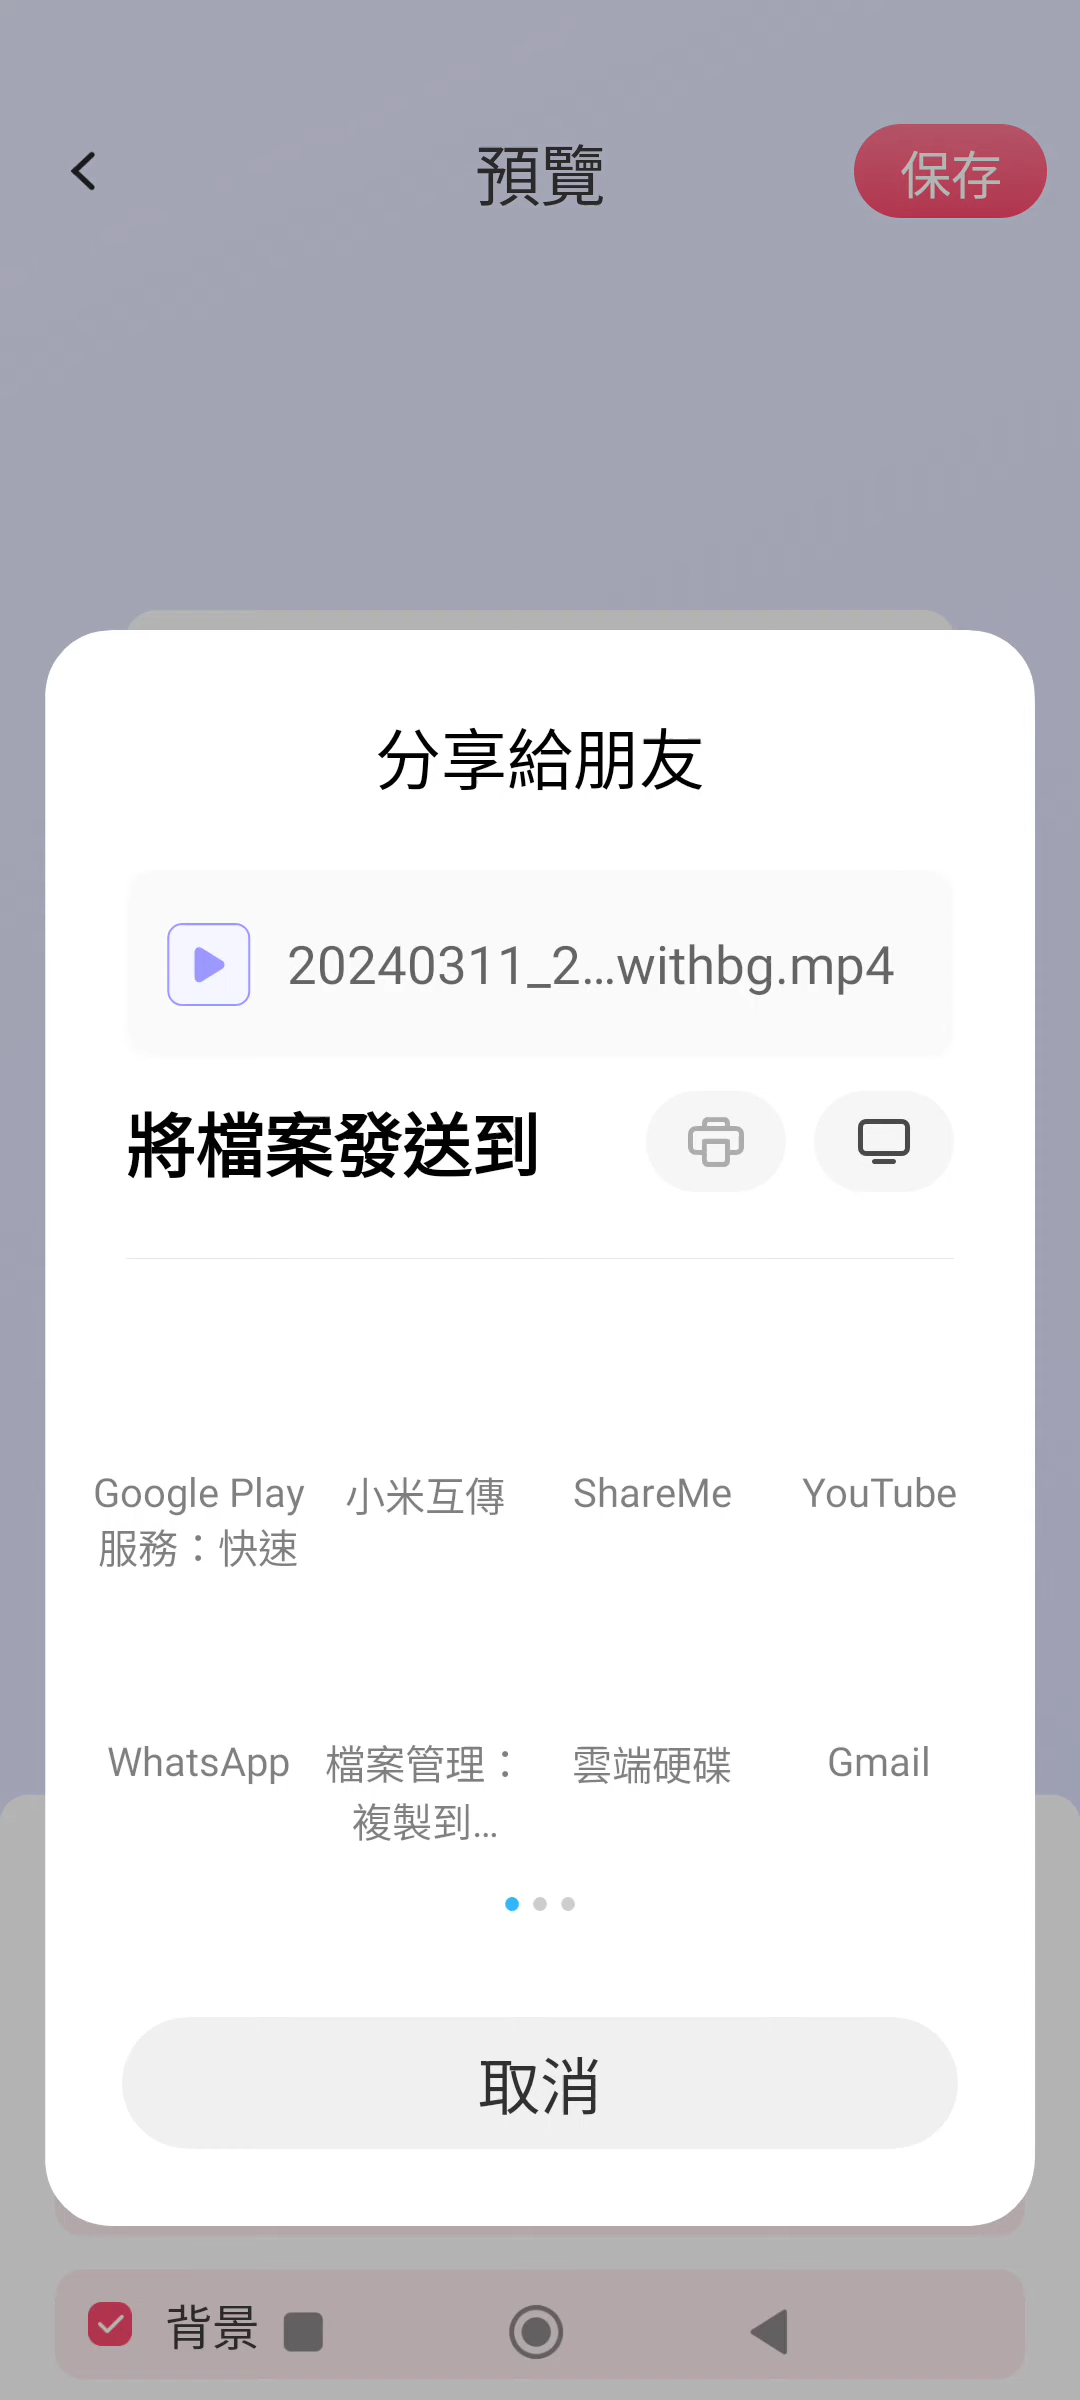 預覽
保存
分享給朋友
20240311_2...withbg.mp4
將檔案發送到
Google Play
服務：快速
小米互傳
ShareMe
YouTube
WhatsApp
檔案管理：
複製到...
雲端硬碟
Gmail
取消
背景